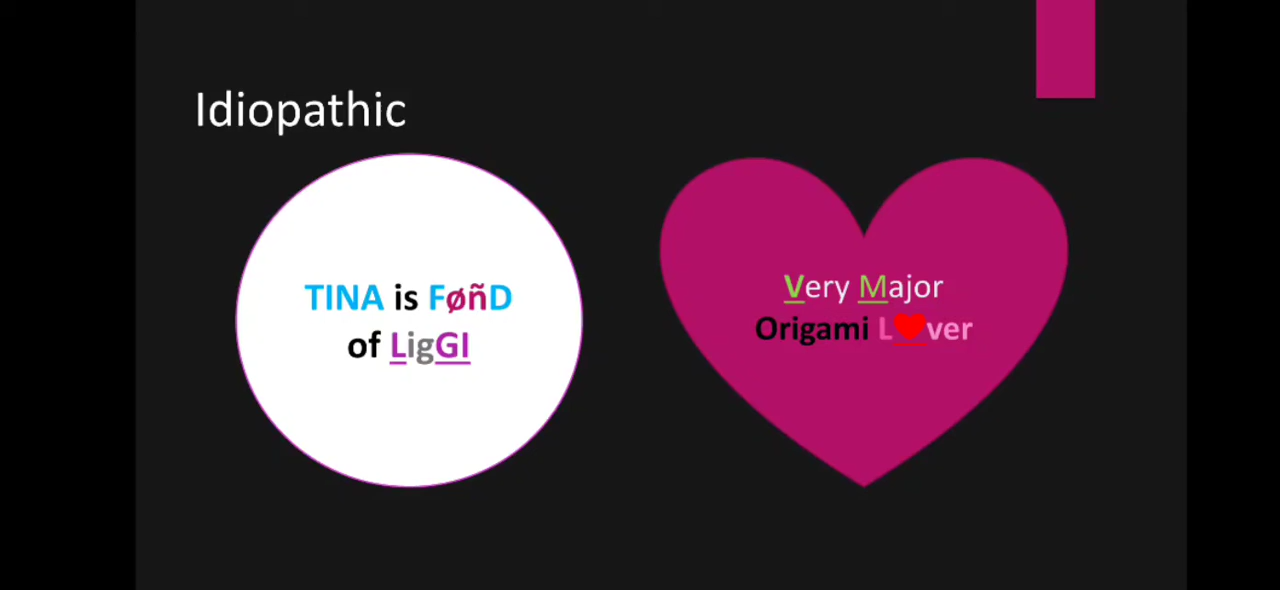 Idiopathic
TINA is FøñD
of LigGI
Very Major
Origami L❤ver